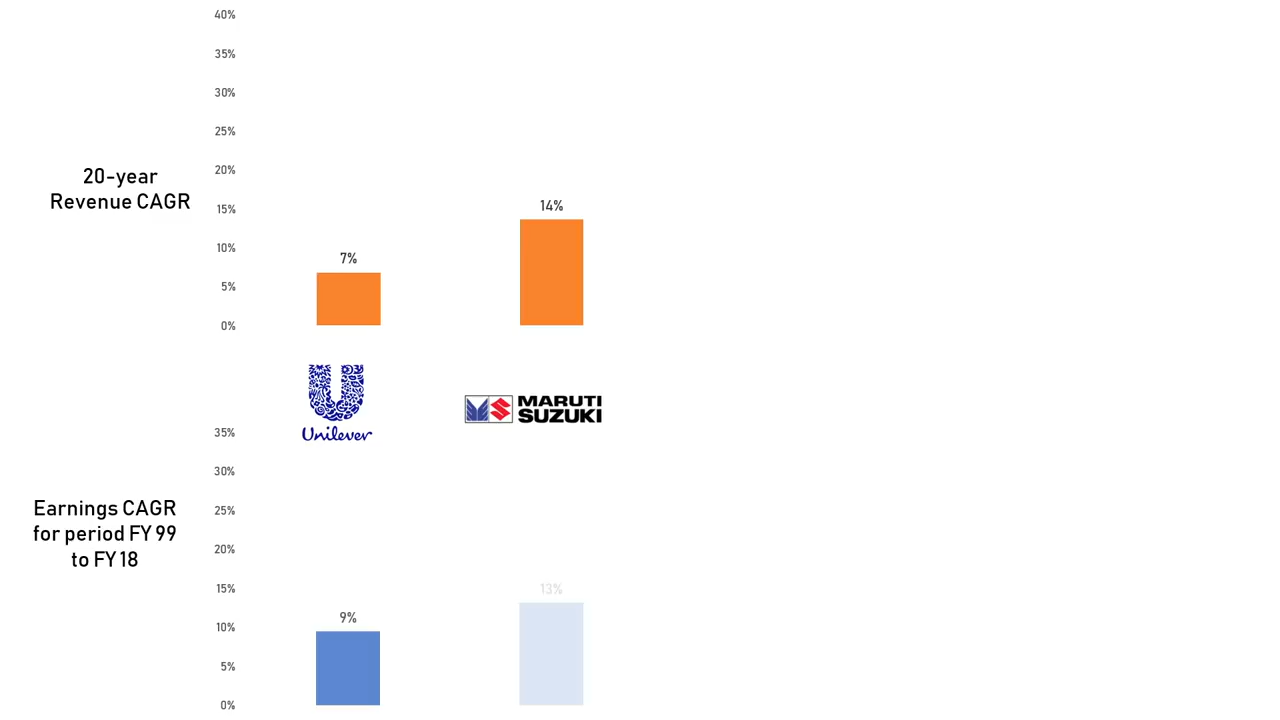 40%
35%
30%
25%
20%
15%
10%
5%
0%
20-year
Revenue CAGR
7%
14%
Unilever
MARUTI
SUZUKI
35%
30%
25%
20%
15%
10%
5%
0%
Earnings CAGR
for period FY 99
to FY 18
9%
13%